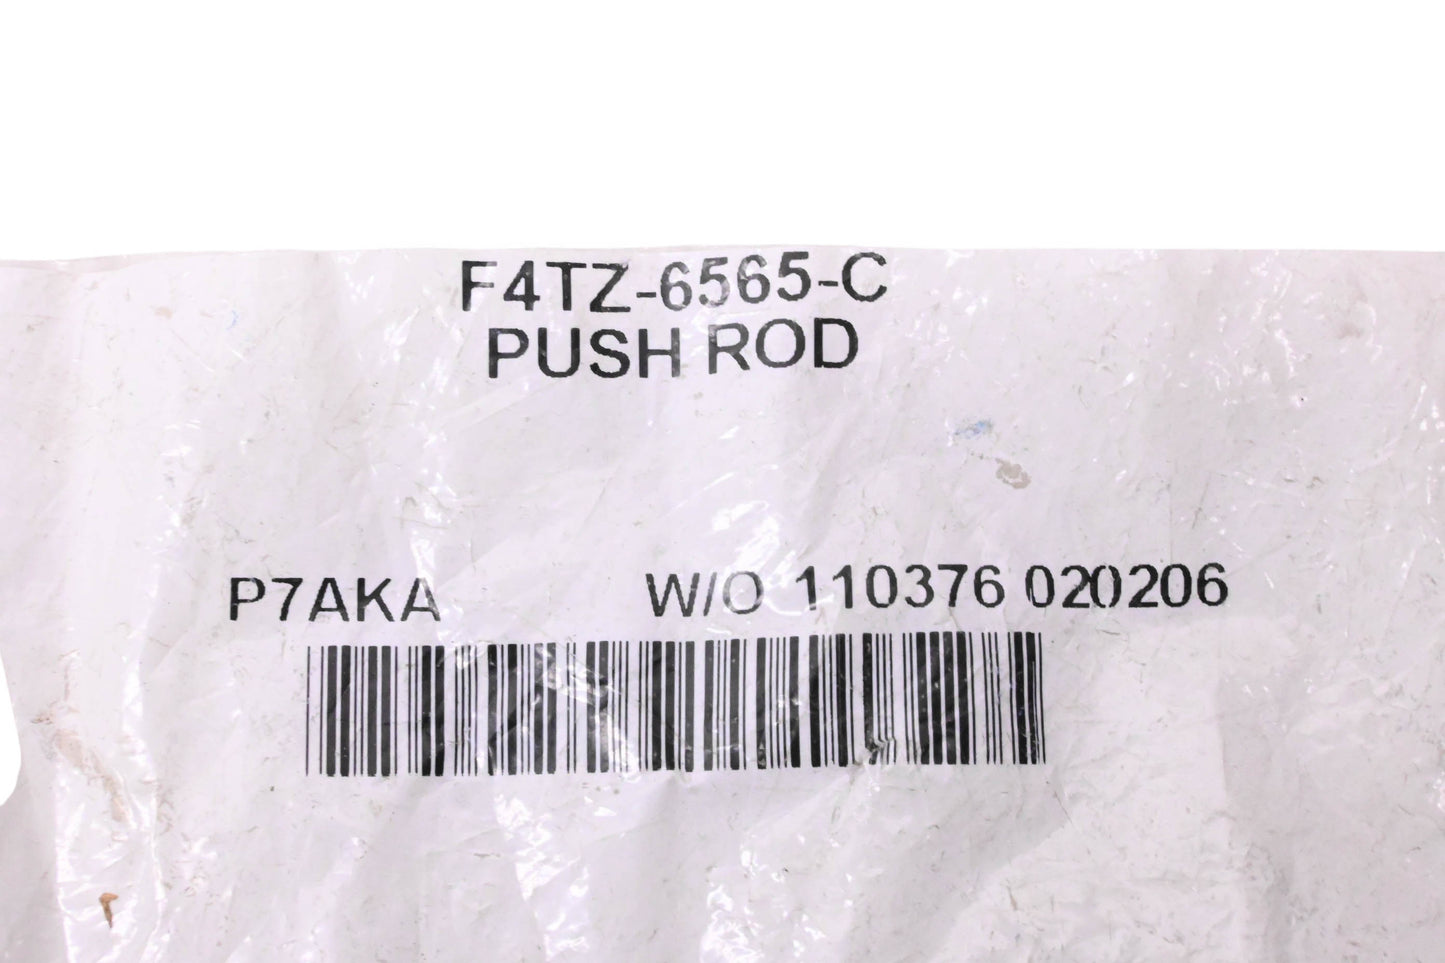 F4TZ-6565-C
PUSH ROD
P7AKA W/O 110376 020206